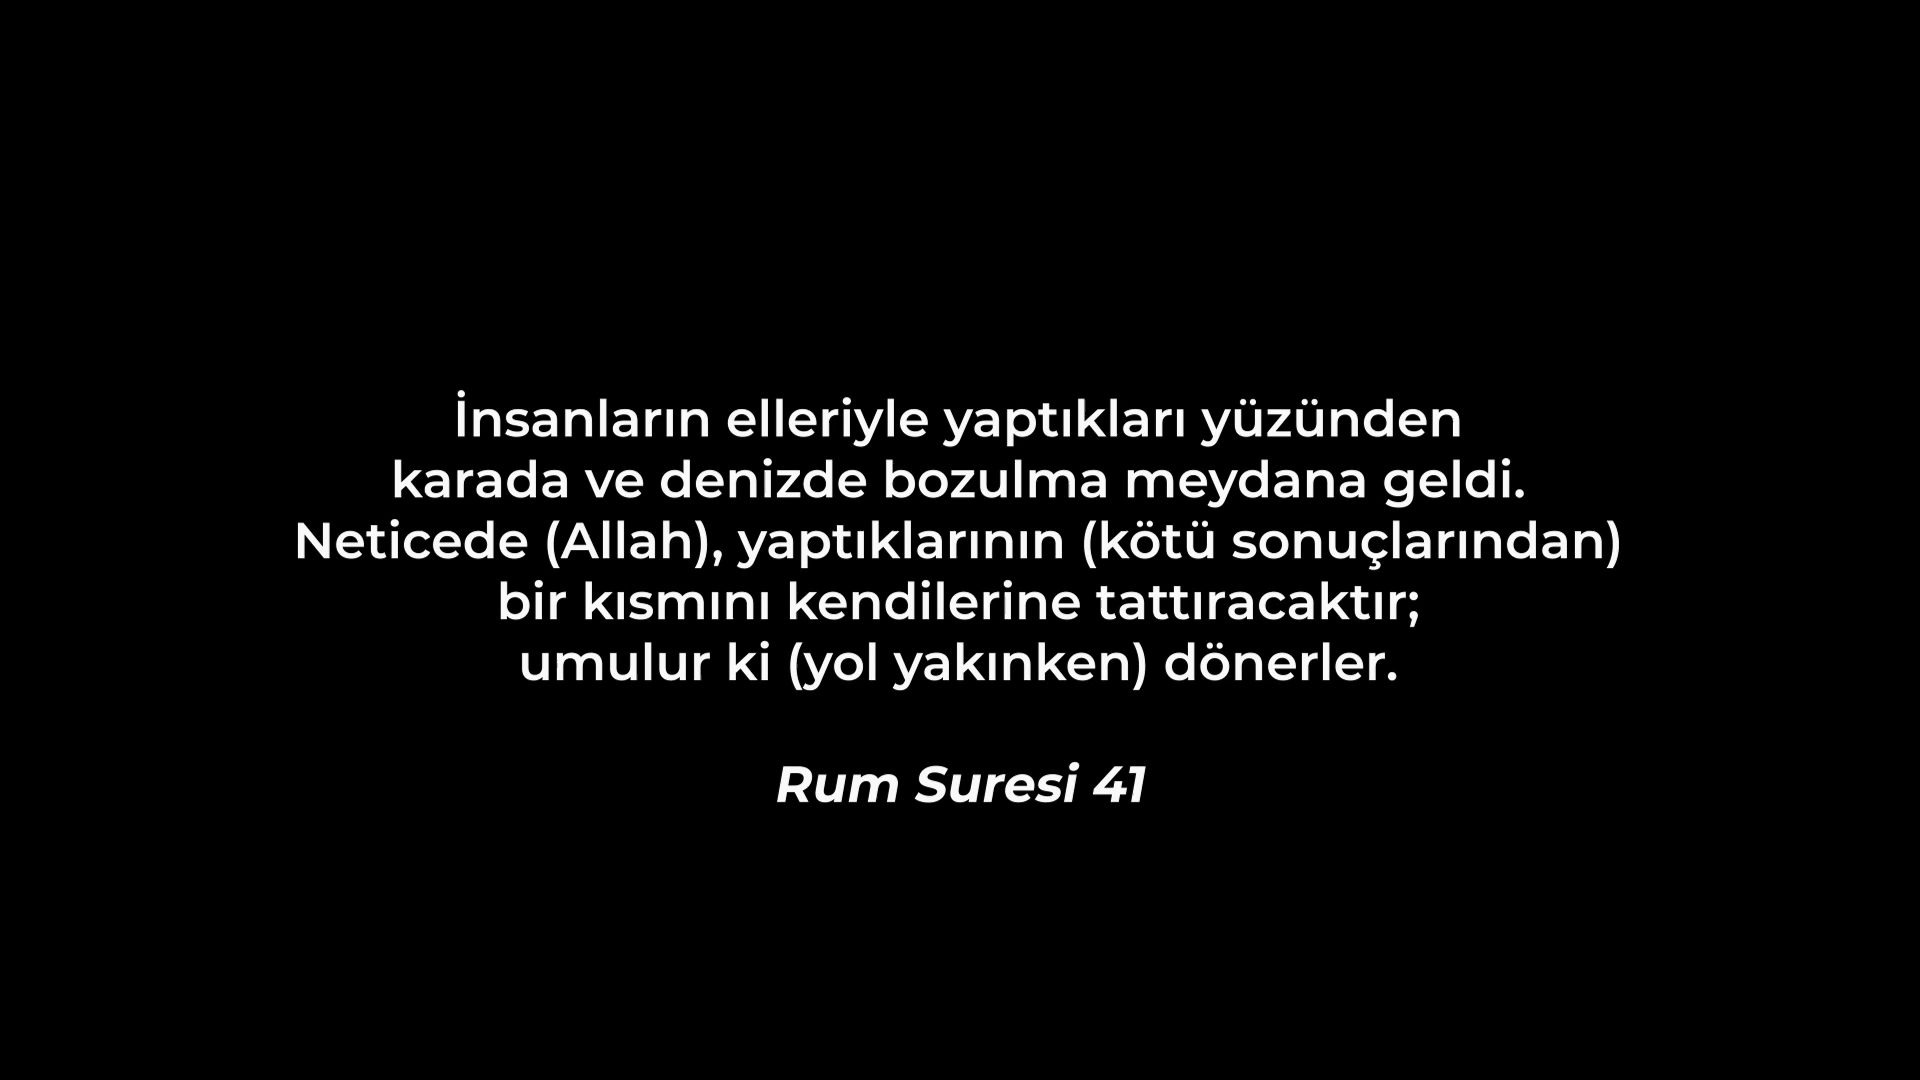 İnsanların elleriyle yaptıkları yüzünden
karada ve denizde bozulma meydana geldi.
Neticede (Allah), yaptıklarının (kötü sonuçlarından)
bir kısmını kendilerine tattıracaktır;
umulur ki (yol yakınken) dönerler.
Rum Suresi 41